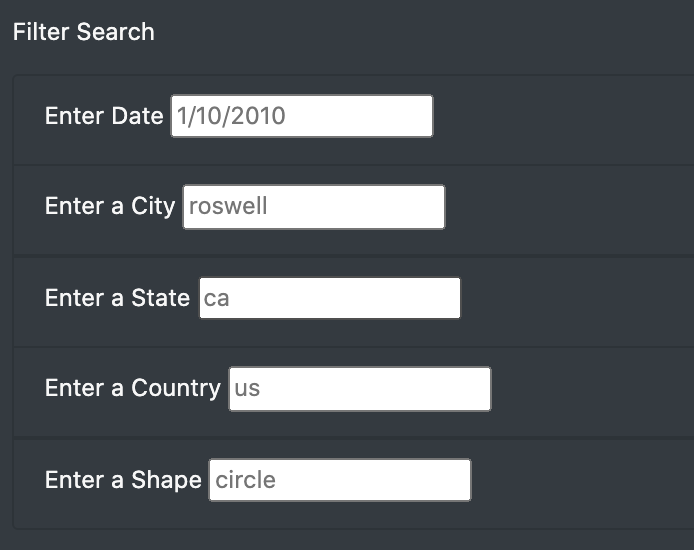 Filter Search
Enter Date 1/10/2010
Enter a City roswell
Enter a State ca
Enter a Country us
Enter a Shape circle